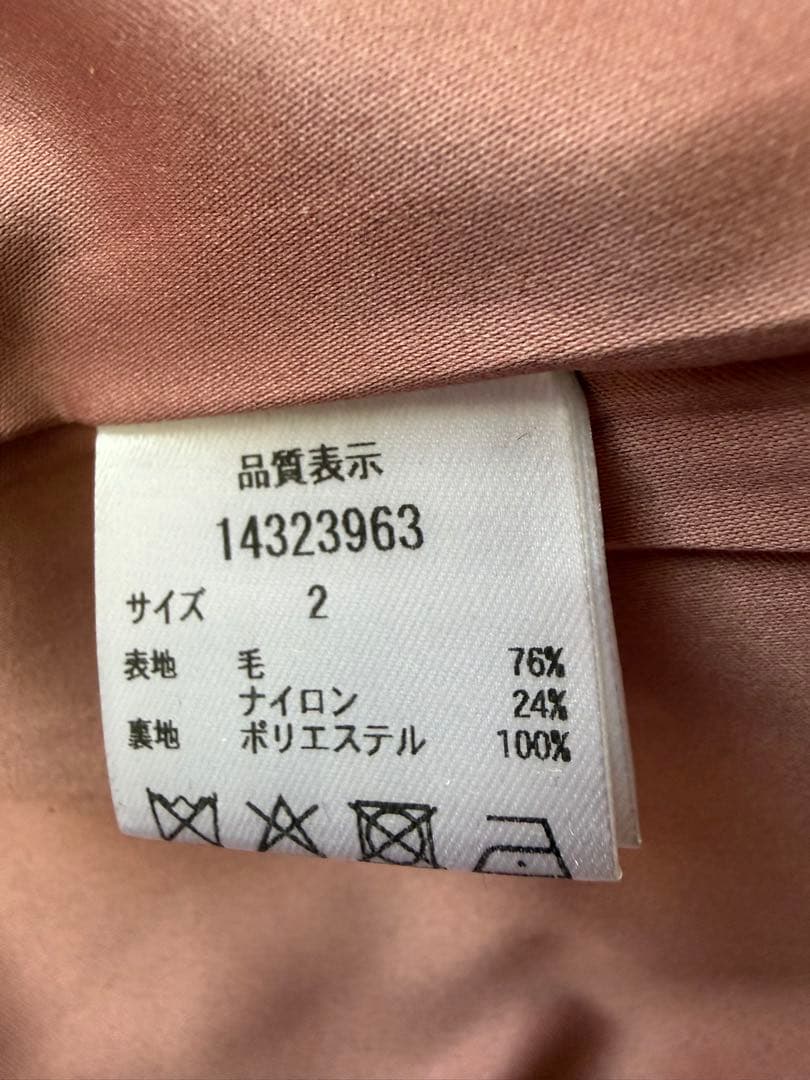 品質表示
14323963
サイズ 2
表地 毛 76%
ナイロン 24%
裏地 ポリエステル 100%